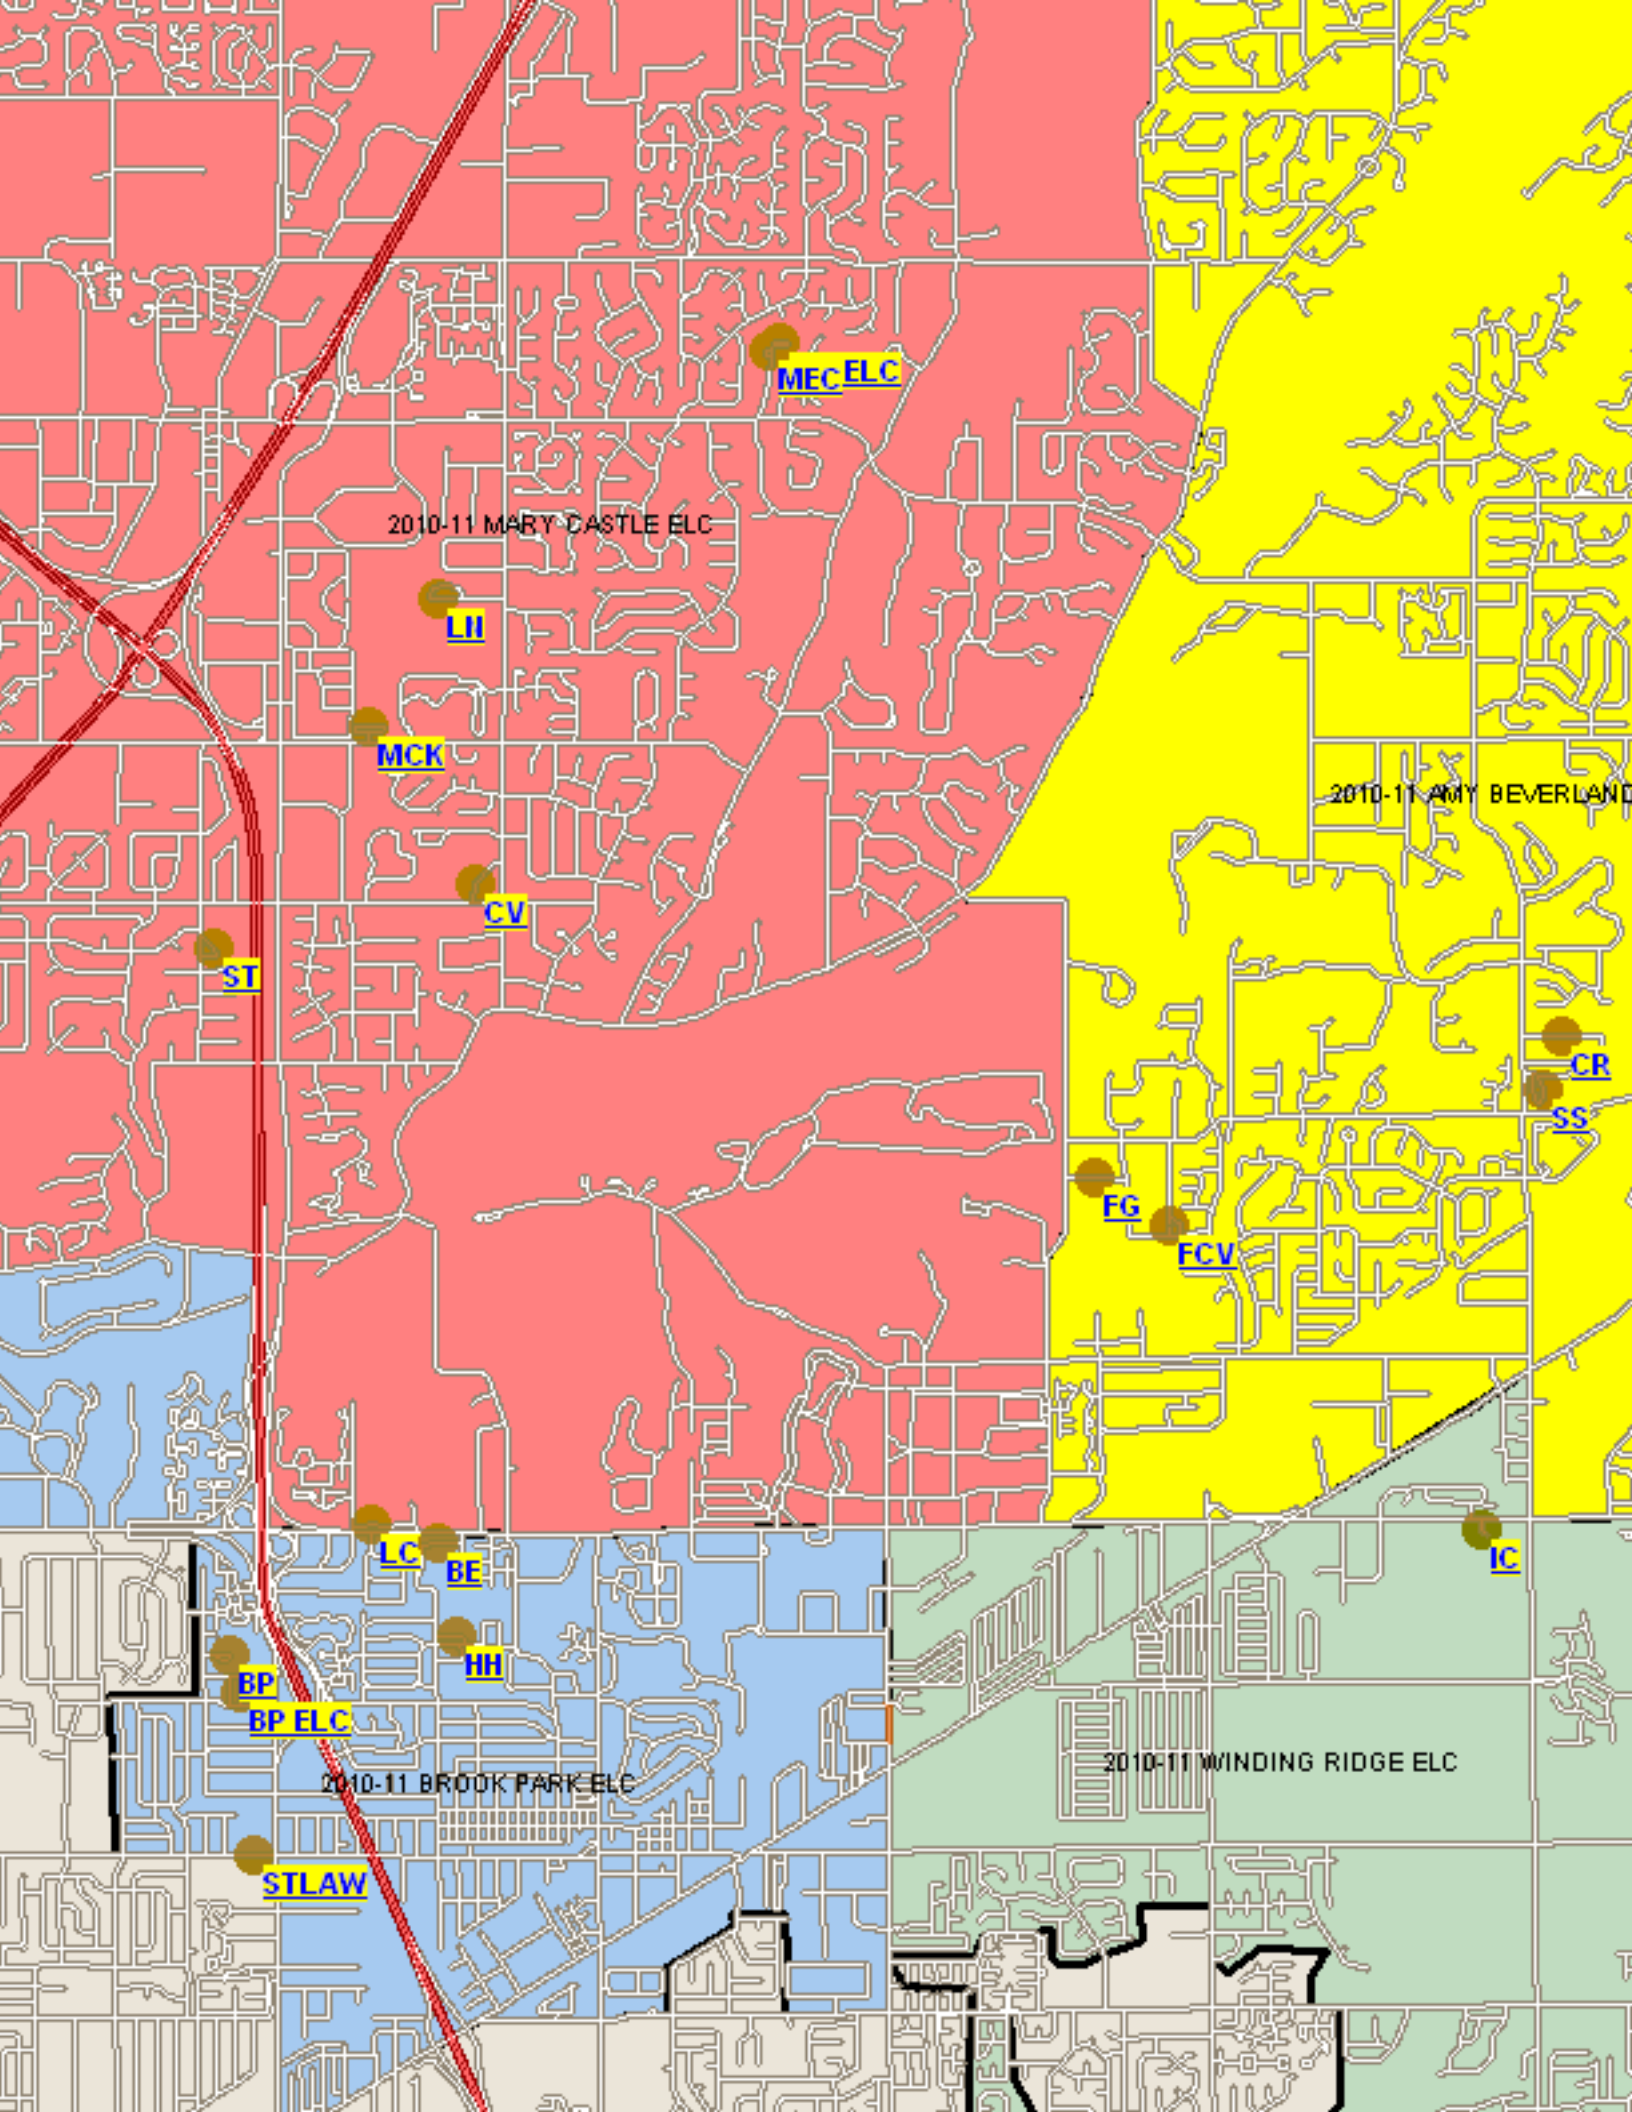 MEC ELC
2010-11 MARY CASTLE ELC
LN
MCK
2010-11 AMY BEVERLAND
CV
ST
CR
SS
FG
FCV
LC
BE
IC
HH
BP
BP ELC
2010-11 WINDING RIDGE ELC
2010-11 BROOK PARK ELC
STLAW